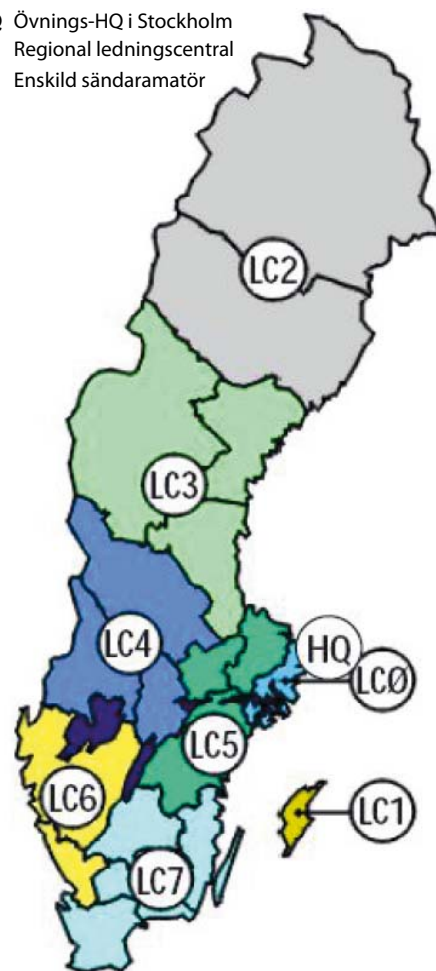 Övnings-HQ i Stockholm
Regional ledningscentral
Enskild sändaramatör
LC2
LC3
LC4
HQ
LCØ
LC5
LC6
LC1
LC7